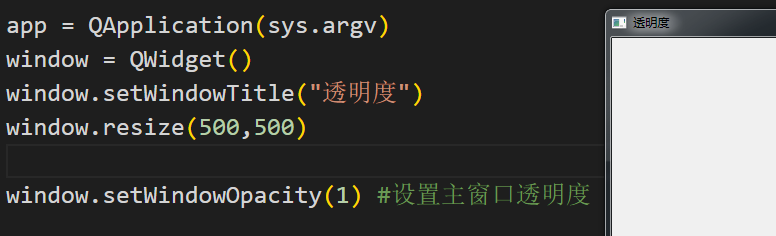 app = QApplication(sys.argv)
透明度
window = QWidget()
window.setWindowTitle("透明度")
window.resize(500,500)
window.setWindowOpacity(1) #设置主窗口透明度